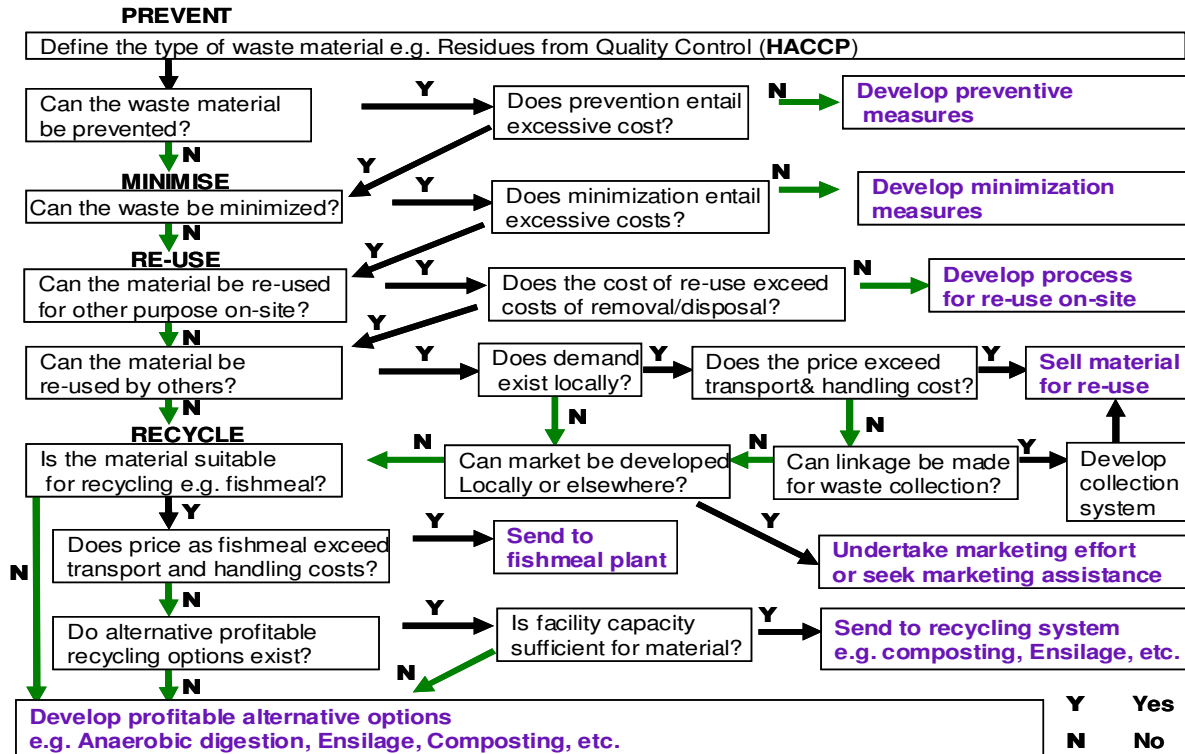 PREVENT
Define the type of waste material e.g. Residues from Quality Control (HACCP)
Can the waste material
be prevented?
Y
Does prevention entail
excessive cost?
N
Develop preventive
measures
N
Y
MINIMISE
Can the waste be minimized?
Y
Does minimization entail
excessive costs?
N
Develop minimization
measures
N
Y
RE-USE
Can the material be re-used
for other purpose on-site?
Y
Does the cost of re-use exceed
costs of removal/disposal?
N
Develop process
for re-use on-site
N
Y
Can the material be
re-used by others?
Y
Does demand
exist locally?
Y
Does the price exceed
transport& handling cost?
Y
Sell material
for re-use
N
N
N
RECYCLE
Is the material suitable
for recycling e.g. fishmeal?
N
Can market be developed
Locally or elsewhere?
N
Can linkage be made
for waste collection?
Y
Develop
collection
system
Y
Y
Does price as fishmeal exceed
transport and handling costs?
Y
Send to
fishmeal plant
Undertake marketing effort
or seek marketing assistance
N
N
Do alternative profitable
recycling options exist?
Y
Is facility capacity
sufficient for material?
Y
Send to recycling system
e.g. composting, Ensilage, etc.
N
N
Develop profitable alternative options
e.g. Anaerobic digestion, Ensilage, Composting, etc.
Y Yes
N No